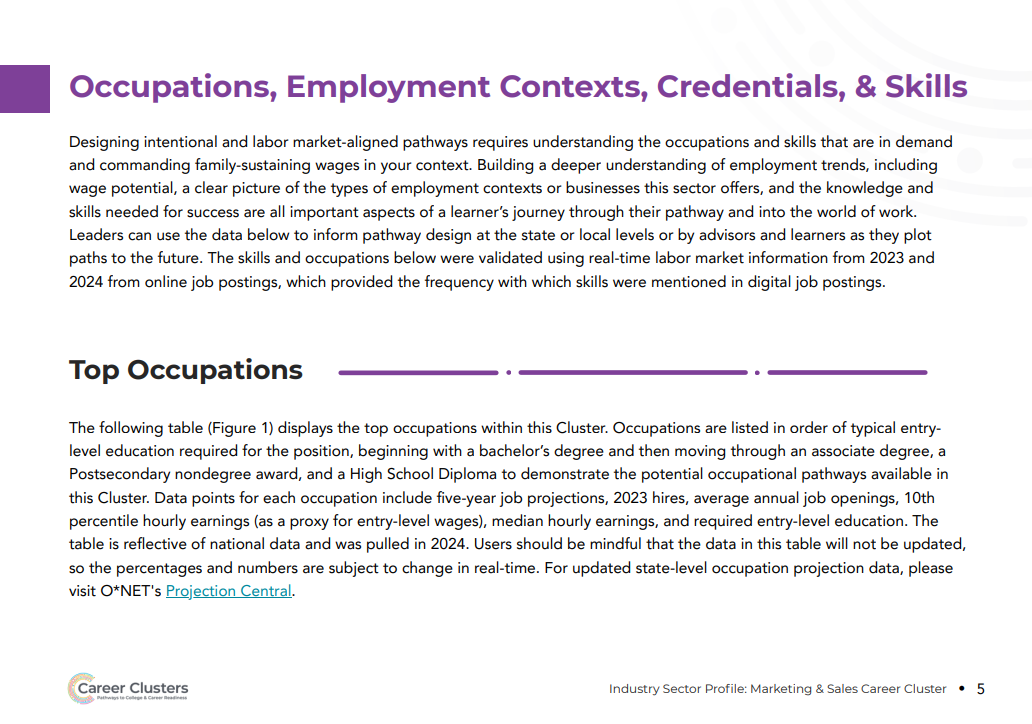 Occupations, Employment Contexts, Credentials, & Skills
Designing intentional and labor market-aligned pathways requires understanding the occupations and skills that are in demand
and commanding family-sustaining wages in your context. Building a deeper understanding of employment trends, including
wage potential, a clear picture of the types of employment contexts or businesses this sector offers, and the knowledge and
skills needed for success are all important aspects of a learner’s journey through their pathway and into the world of work.
Leaders can use the data below to inform pathway design at the state or local levels or by advisors and learners as they plot
paths to the future. The skills and occupations below were validated using real-time labor market information from 2023 and
2024 from online job postings, which provided the frequency with which skills were mentioned in digital job postings.
Top Occupations
The following table (Figure 1) displays the top occupations within this Cluster. Occupations are listed in order of typical entry-
level education required for the position, beginning with a bachelor’s degree and then moving through an associate degree, a
Postsecondary nondegree award, and a High School Diploma to demonstrate the potential occupational pathways available in
this Cluster. Data points for each occupation include five-year job projections, 2023 hires, average annual job openings, 10th
percentile hourly earnings (as a proxy for entry-level wages), median hourly earnings, and required entry-level education. The
table is reflective of national data and was pulled in 2024. Users should be mindful that the data in this table will not be updated,
so the percentages and numbers are subject to change in real-time. For updated state-level occupation projection data, please
visit O*NET's Projection Central.
Career Clusters
Pathways to College & Career Readiness
Industry Sector Profile: Marketing & Sales Career Cluster • 5